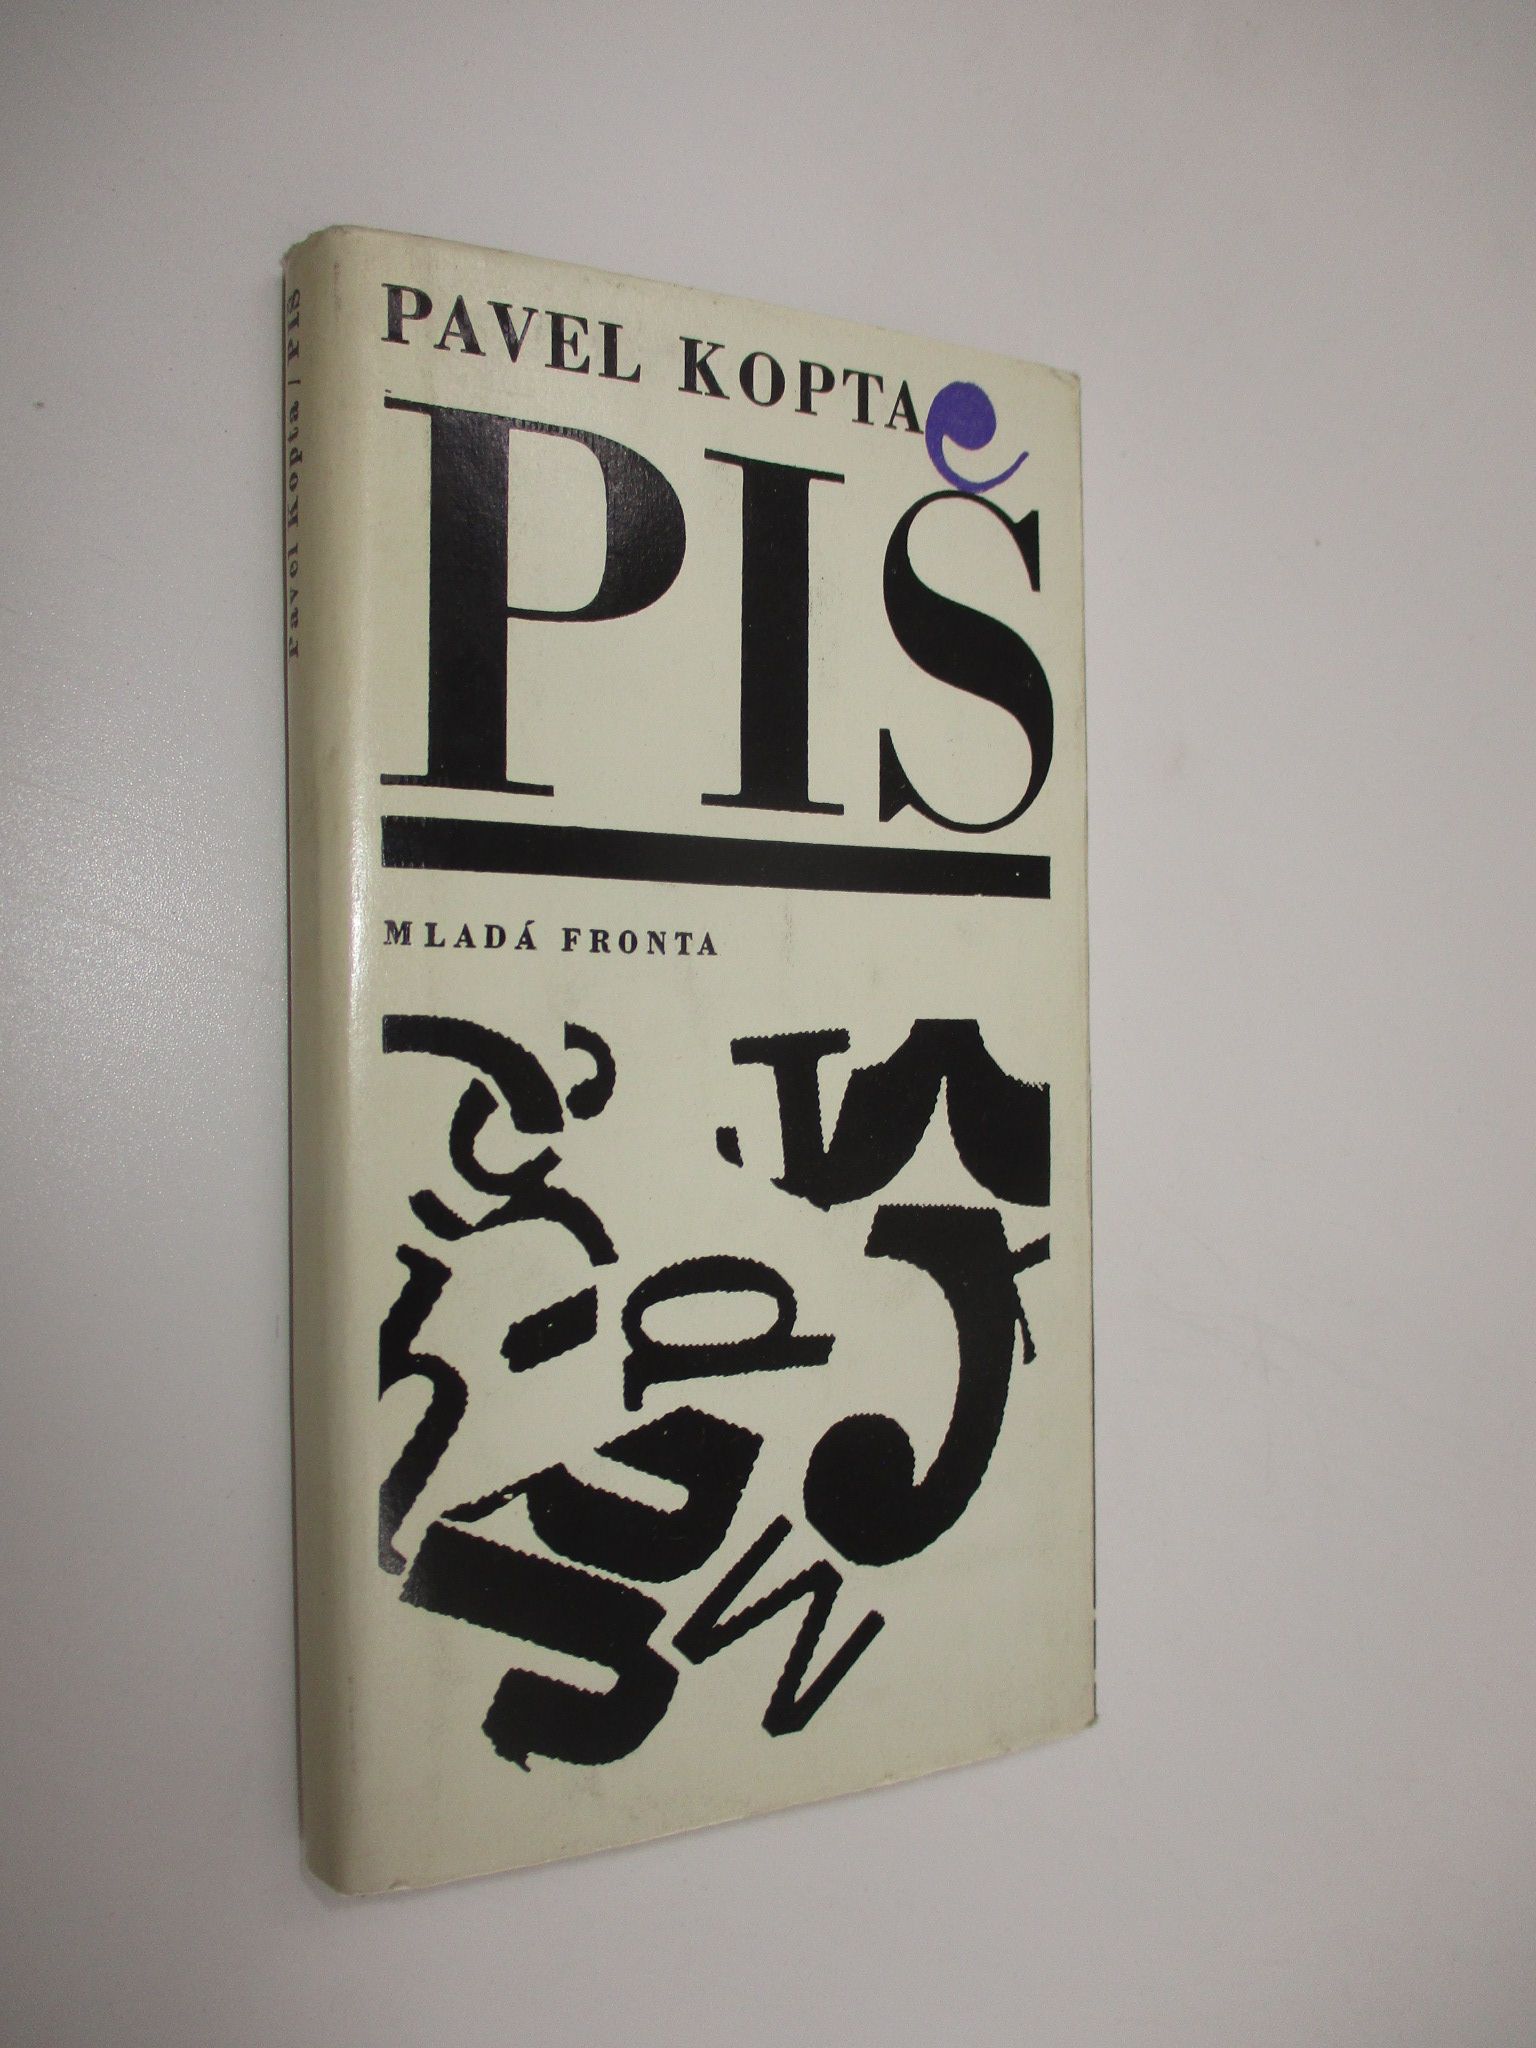 Pavel Kopta / PIŠ
PAVEL KOPTA
PIŠ
MLADÁ FRONTA